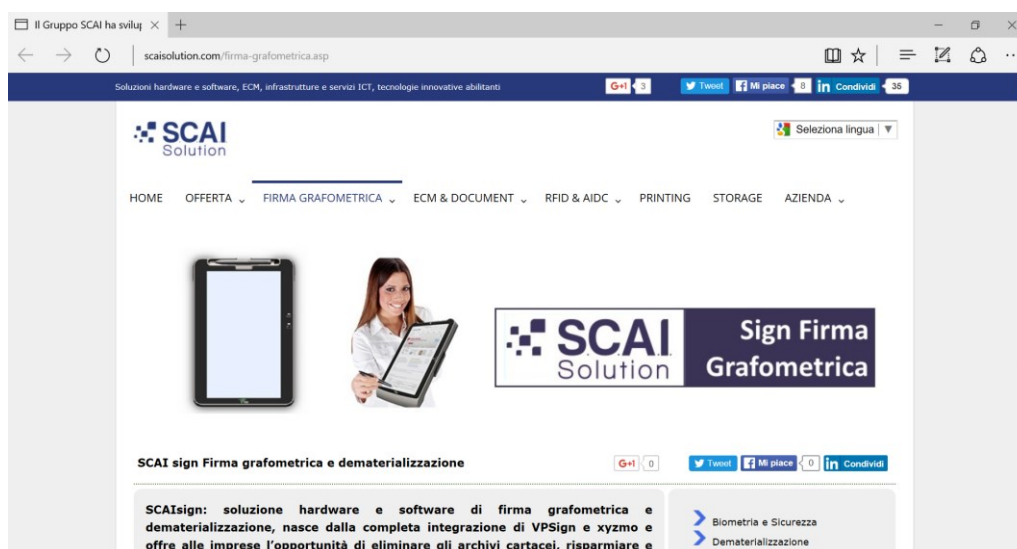 Il Gruppo SCAI ha svilup
scaisolution.com/firma-grafometrica.asp
Soluzioni hardware e software, ECM, infrastrutture e servizi ICT, tecnologie innovative abilitanti
G+1 3 Tweet Mi piace 8 in Condividi 35
SCAI
Solution
Seleziona lingua
HOME OFFERTA FIRMA GRAFOMETRICA ECM & DOCUMENT RFID & AIDC PRINTING STORAGE AZIENDA
S.C.A.I.
Solution
Sign Firma
Grafometrica
SCAI sign Firma grafometrica e dematerializzazione
G+1 0 Tweet Mi piace 0 in Condividi
SCAIsign: soluzione hardware e software di firma grafometrica e
dematerializzazione, nasce dalla completa integrazione di VPSign e xyzmo e
offre alle imprese l'opportunità di eliminare gli archivi cartacei, risparmiare e
Biometria e Sicurezza
Dematerializzazione